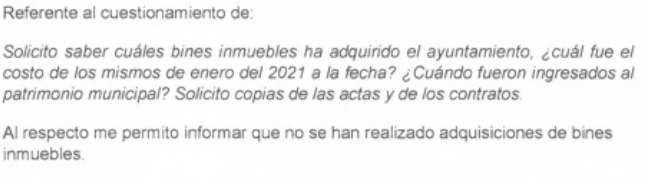 Referente al cuestionamiento de:
Solicito saber cuáles bines inmuebles ha adquirido el ayuntamiento, ¿cuál fue el
costo de los mismos de enero del 2021 a la fecha? ¿Cuándo fueron ingresados al
patrimonio municipal? Solicito copias de las actas y de los contratos.
Al respecto me permito informar que no se han realizado adquisiciones de bines
inmuebles.